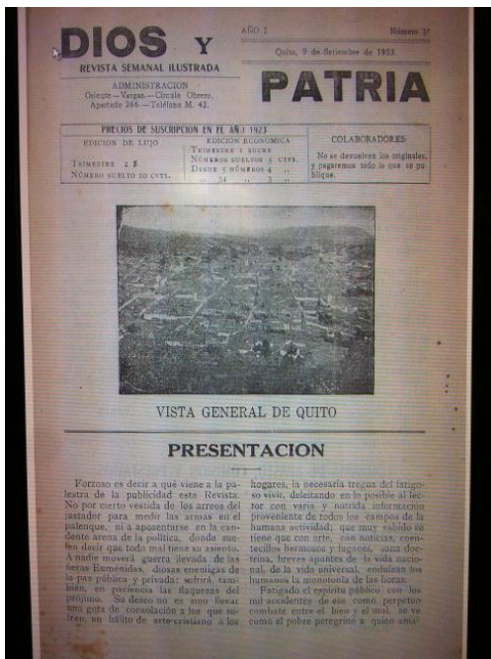 DIOS Y
PATRIA
REVISTA SEMANAL ILUSTRADA
AÑO I
Número 1º
Quito, 9 de Setiembre de 1923.
ADMINISTRACION
Oriente—Vargas.—Círculo Obrero.
Apartado 266.—Teléfono M. 42.
PRECIOS DE SUSCRIPCION EN EL AÑO 1923
EDICION DE LUJO
TRIMESTRE 2 $
NÚMERO SUELTO 20 CVTS.
EDICION ECONOMICA
TRIMESTRE 1 SUCRE
NÚMEROS SUELTOS 5 CTVS.
DESDE 5 NÚMEROS 4 ,,
,, 24 ,, 3 ,,
COLABORADORES:
No se devuelven los originales,
y pagaremos todo lo que se pu-
blique.
VISTA GENERAL DE QUITO
PRESENTACION
Forzoso es decir a qué viene a la pa-
lestra de la publicidad esta Revista.
No por cierto vestida de los arreos del
justador para medir las armas en el
palenque, ni a aposentarse en la can-
dente arena de la política, donde sue-
len decir que todo mal tiene su asiento.
A nadie moverá guerra llevada de las
fieras Euménides, diosas enemigas de
la paz pública y privada: sufrirá, tam-
bién, en paciencia las flaquezas del
prójimo. Su deseo no es sino llevar
una gota de consolación a los que su-
fren, un hálito de arte cristiano a los
hogares, la necesaria tregua del fatigo-
so vivir, deleitando en lo posible al lec-
tor con varia y nutrida información
proveniente de todos los campos de la
humana actividad; que muy sabido se
tiene que con arte, con noticias, cuen-
tecillos hermosos y fugaces, sana doc-
trina, breves apuntes de la vida nacio-
nal, de la vida universal, endulzan los
humanos la monotonía de las horas.
Fatigado el espíritu público con los
mil accidentes de ese como perpetuo
combate entre el bien y el mal, se ve
como el pobre peregrino a quien ama-